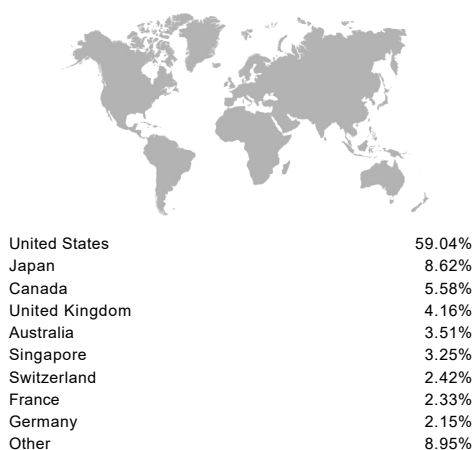 United States 59.04%
Japan 8.62%
Canada 5.58%
United Kingdom 4.16%
Australia 3.51%
Singapore 3.25%
Switzerland 2.42%
France 2.33%
Germany 2.15%
Other 8.95%